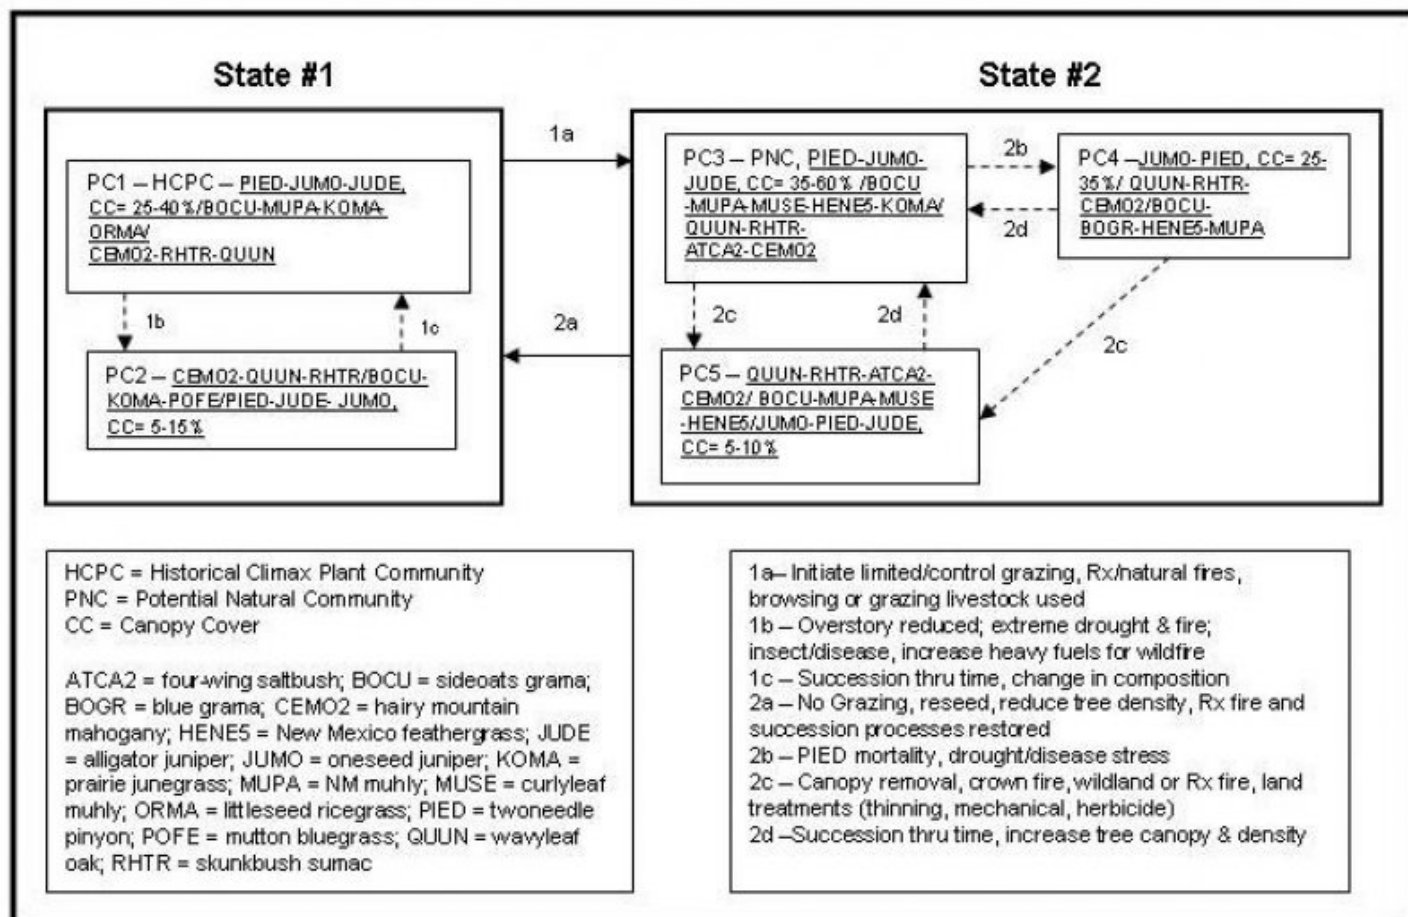 State #1
State #2
1a
PC1 – HCPC – PIED-JUMO-JUDE,
CC= 25-40%/BOCU-MUPA-KOMA-
ORMA/
CEMO2-RHTR-QUUN
1b
1c
PC2 – CEMO2-QUUN-RHTR/BOCU-
KOMA-POFE/PIED-JUDE- JUMO,
CC= 5-15%
2a
PC3 – PNC, PIED-JUMO-
JUDE, CC= 35-60% /BOCU
-MUPA-MUSE-HENE5-KOMA/
QUUN-RHTR-
ATCA2-CEMO2
2b
2d
PC4 –JUMO-PIED, CC= 25-
35%/ QUUN-RHTR-
CEMO2/BOCU-
BOGR-HENE5-MUPA
2c
2d
2c
PC5 – QUUN-RHTR-ATCA2-
CEMO2/ BOCU-MUPA-MUSE
-HENE5/JUMO-PIED-JUDE,
CC= 5-10%
HCPC = Historical Climax Plant Community
PNC = Potential Natural Community
CC = Canopy Cover
ATCA2 = four-wing saltbush; BOCU = sideoats grama;
BOGR = blue grama; CEMO2 = hairy mountain
mahogany; HENE5 = New Mexico feathergrass; JUDE
= alligator juniper; JUMO = oneseed juniper; KOMA =
prairie junegrass; MUPA = NM muhly; MUSE = curlyleaf
muhly; ORMA = littleseed ricegrass; PIED = twoneedle
pinyon; POFE = mutton bluegrass; QUUN = wavyleaf
oak; RHTR = skunkbush sumac
1a– Initiate limited/control grazing, Rx/natural fires,
browsing or grazing livestock used
1b – Overstory reduced; extreme drought & fire;
insect/disease, increase heavy fuels for wildfire
1c – Succession thru time, change in composition
2a – No Grazing, reseed, reduce tree density, Rx fire and
succession processes restored
2b – PIED mortality, drought/disease stress
2c – Canopy removal, crown fire, wildland or Rx fire, land
treatments (thinning, mechanical, herbicide)
2d –Succession thru time, increase tree canopy & density